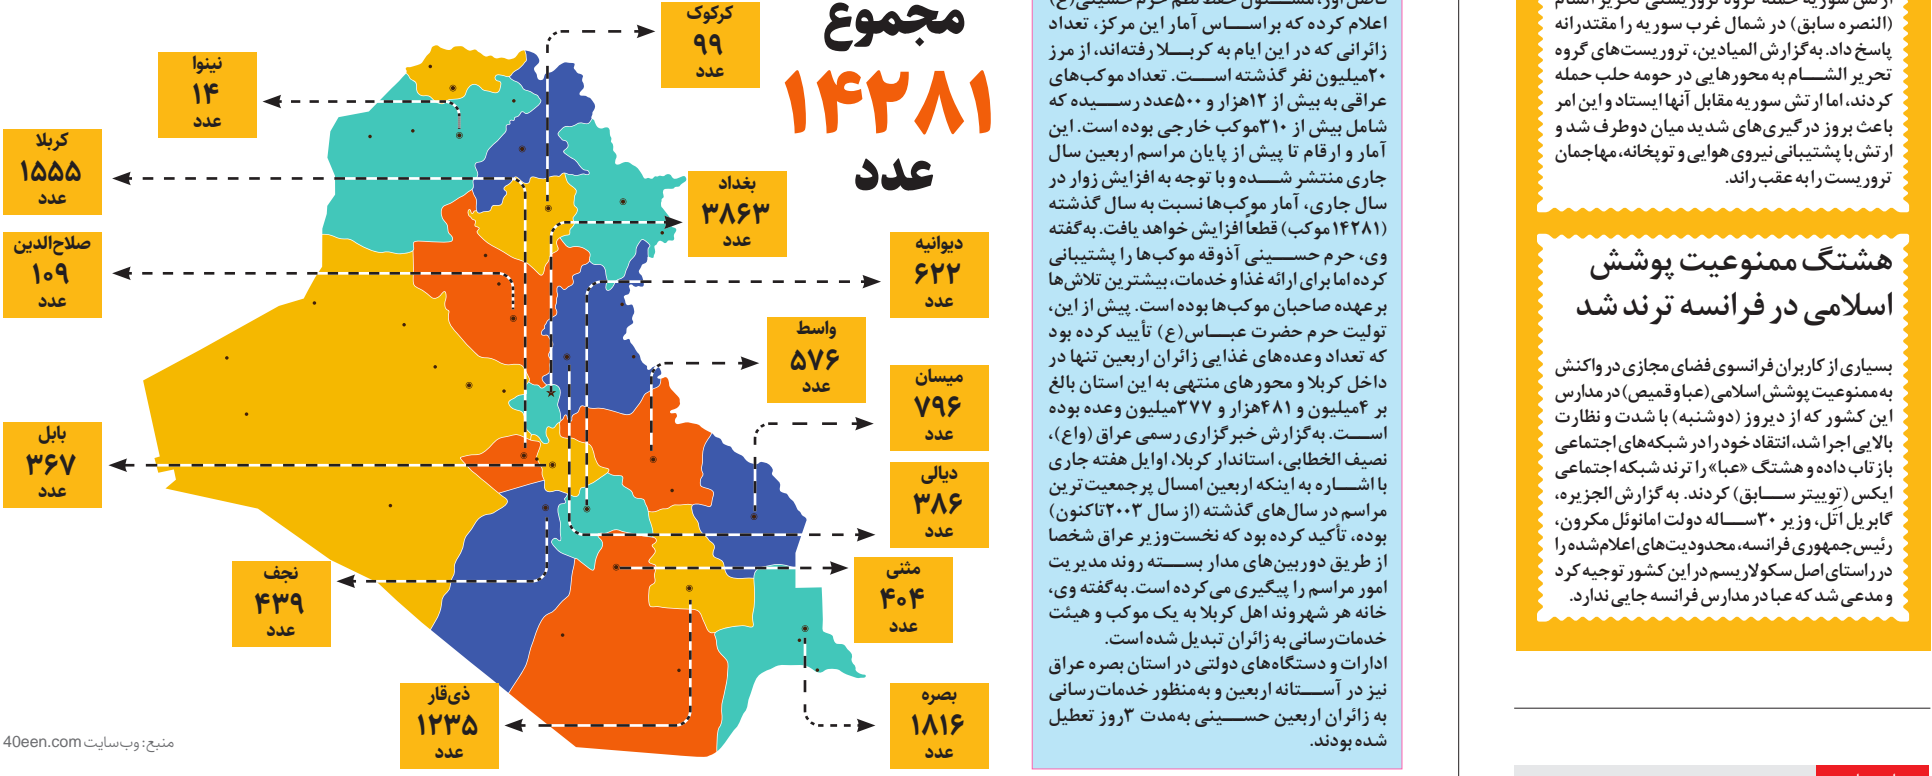 (النصره سابق) در شمال غرب سوریه را مقتدرانه
پاسخ داد. به‌گزارش المیادین، تروریست‌های گروه
تحریر الشام به محورهایی در حومه حلب حمله
کردند، اما ارتش سوریه مقابل آنها ایستاد و این امر
باعث بروز درگیری‌های شدید میان دوطرف شد و
ارتش با پشتیبانی نیروی هوایی و توپخانه، مهاجمان
تروریست را به عقب راند.
هشتگ ممنوعیت پوشش
اسلامی در فرانسه ترند شد
بسیاری از کاربران فرانسوی فضای مجازی در واکنش
به ممنوعیت پوشش اسلامی (عبا و قمیص) در مدارس
این کشور که از دیروز (دوشنبه) با شدت و نظارت
بالایی اجرا شد، انتقاد خود را در شبکه‌های اجتماعی
بازتاب داده و هشتگ «عبا» را ترند شبکه اجتماعی
ایکس (توییتر سابق) کردند. به گزارش الجزیره،
گابریل اَتَل، وزیر ۳۰ساله دولت امانوئل مکرون،
رئیس‌جمهوری فرانسه، محدودیت‌های اعلام‌شده را
در راستای اصل سکولاریسم در این کشور توجیه کرد
و مدعی شد که عبا در مدارس فرانسه جایی ندارد.
اعلام کرده که براساس آمار این مرکز، تعداد
زائرانی که در این ایام به کربلا رفته‌اند، از مرز
۲۰میلیون نفر گذشته است. تعداد موکب‌های
عراقی به بیش از ۱۲هزار و ۵۰۰عدد رسیده که
شامل بیش از ۳۱۰موکب خارجی بوده است. این
آمار و ارقام تا پیش از پایان مراسم اربعین سال
جاری منتشر شده و با توجه به افزایش زوار در
سال جاری، آمار موکب‌ها نسبت به سال گذشته
(۱۴۲۸۱موکب) قطعاً افزایش خواهد یافت. به‌گفته
وی، حرم حسینی آذوقه موکب‌ها را پشتیبانی
کرده اما برای ارائه غذا و خدمات، بیشترین تلاش‌ها
برعهده صاحبان موکب‌ها بوده است. پیش از این،
تولیت حرم حضرت عباس(ع) تأیید کرده بود
که تعداد وعده‌های غذایی زائران اربعین تنها در
داخل کربلا و محورهای منتهی به این استان بالغ
بر ۴میلیون و ۴۸۱هزار و ۳۷۷میلیون وعده بوده
است. به‌گزارش خبرگزاری رسمی عراق (واع)،
نصیف الخطابی، استاندار کربلا، اوایل هفته جاری
با اشاره به اینکه اربعین امسال پرجمعیت ترین
مراسم در سال‌های گذشته (از سال ۲۰۰۳تاکنون)
بوده، تأکید کرده بود که نخست‌وزیر عراق شخصا
از طریق دوربین‌های مدار بسته روند مدیریت
امور مراسم را پیگیری می‌کرده است. به‌گفته وی،
خانه هر شهروند اهل کربلا به یک موکب و هیئت
خدمات‌رسانی به زائران تبدیل شده است.
ادارات و دستگاه‌های دولتی در استان بصره عراق
نیز در آستانه اربعین و به‌منظور خدمات‌رسانی
به زائران اربعین حسینی به‌مدت ۳روز تعطیل
شده بودند.
مجموع
۱۴۲۸۱
عدد
کرکوک
۹۹
عدد
نینوا
۱۴
عدد
کربلا
۱۵۵۵
عدد
بغداد
۳۸۶۳
عدد
صلاح‌الدین
۱۰۹
عدد
دیوانیه
۶۲۲
عدد
واسط
۵۷۶
عدد
میسان
۷۹۶
عدد
بابل
۳۶۷
عدد
دیالی
۳۸۶
عدد
نجف
۴۳۹
عدد
مثنی
۴۰۴
عدد
ذی‌قار
۱۲۳۵
عدد
بصره
۱۸۱۶
عدد
منبع: وب‌سایت 40een.com